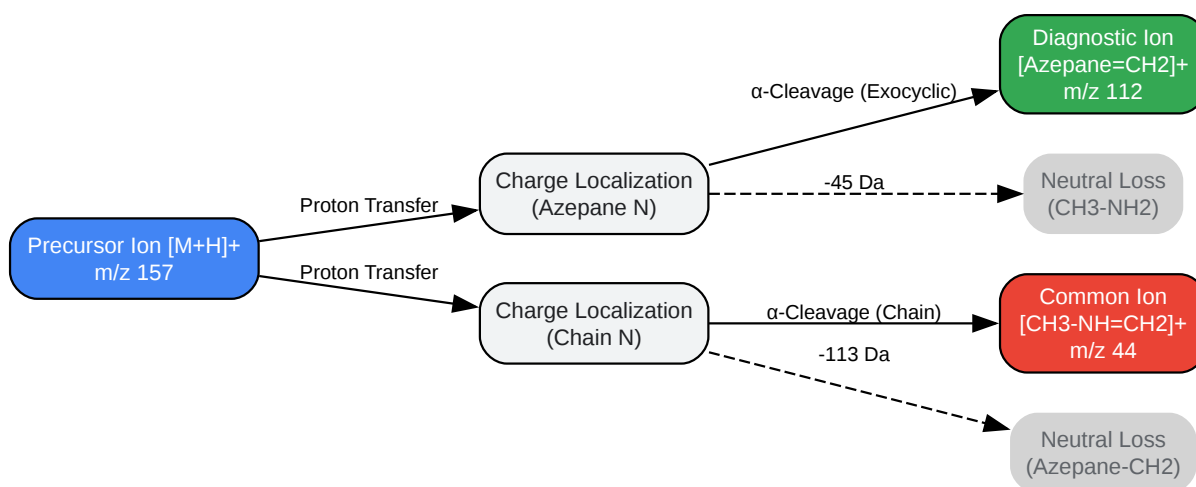 Precursor Ion [M+H]+
m/z 157
Proton Transfer
Proton Transfer
Charge Localization
(Azepane N)
Charge Localization
(Chain N)
α-Cleavage (Exocyclic)
-45 Da
α-Cleavage (Chain)
-113 Da
Diagnostic Ion
[Azepane=CH2]+
m/z 112
Neutral Loss
(CH3-NH2)
Common Ion
[CH3-NH=CH2]+
m/z 44
Neutral Loss
(Azepane-CH2)